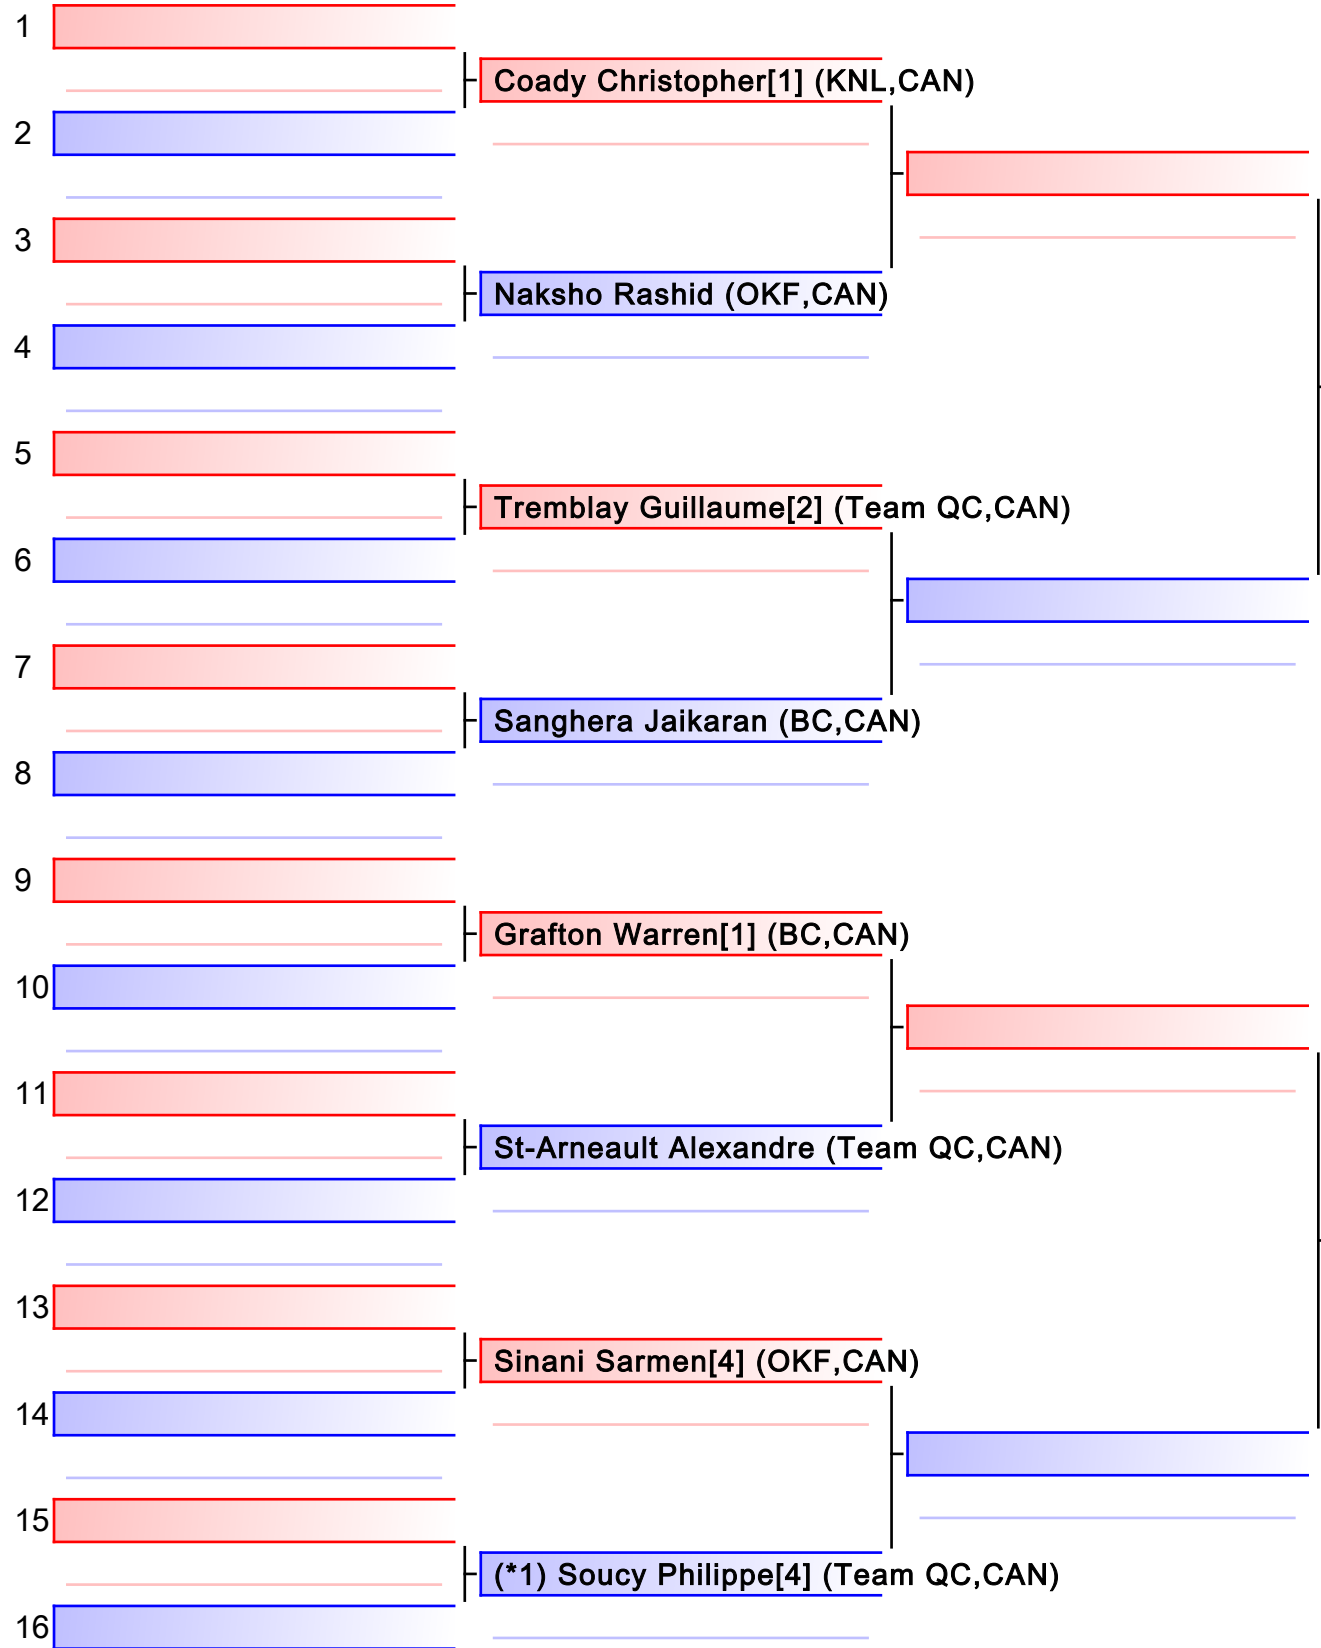 1
Coady Christopher[1] (KNL,CAN)
2
3
Naksho Rashid (OKF,CAN)
4
5
Tremblay Guillaume[2] (Team QC,CAN)
6
7
Sanghera Jaikaran (BC,CAN)
8
9
Grafton Warren[1] (BC,CAN)
10
11
St-Arneault Alexandre (Team QC,CAN)
12
13
Sinani Sarmen[4] (OKF,CAN)
14
15
(*1) Soucy Philippe[4] (Team QC,CAN)
16